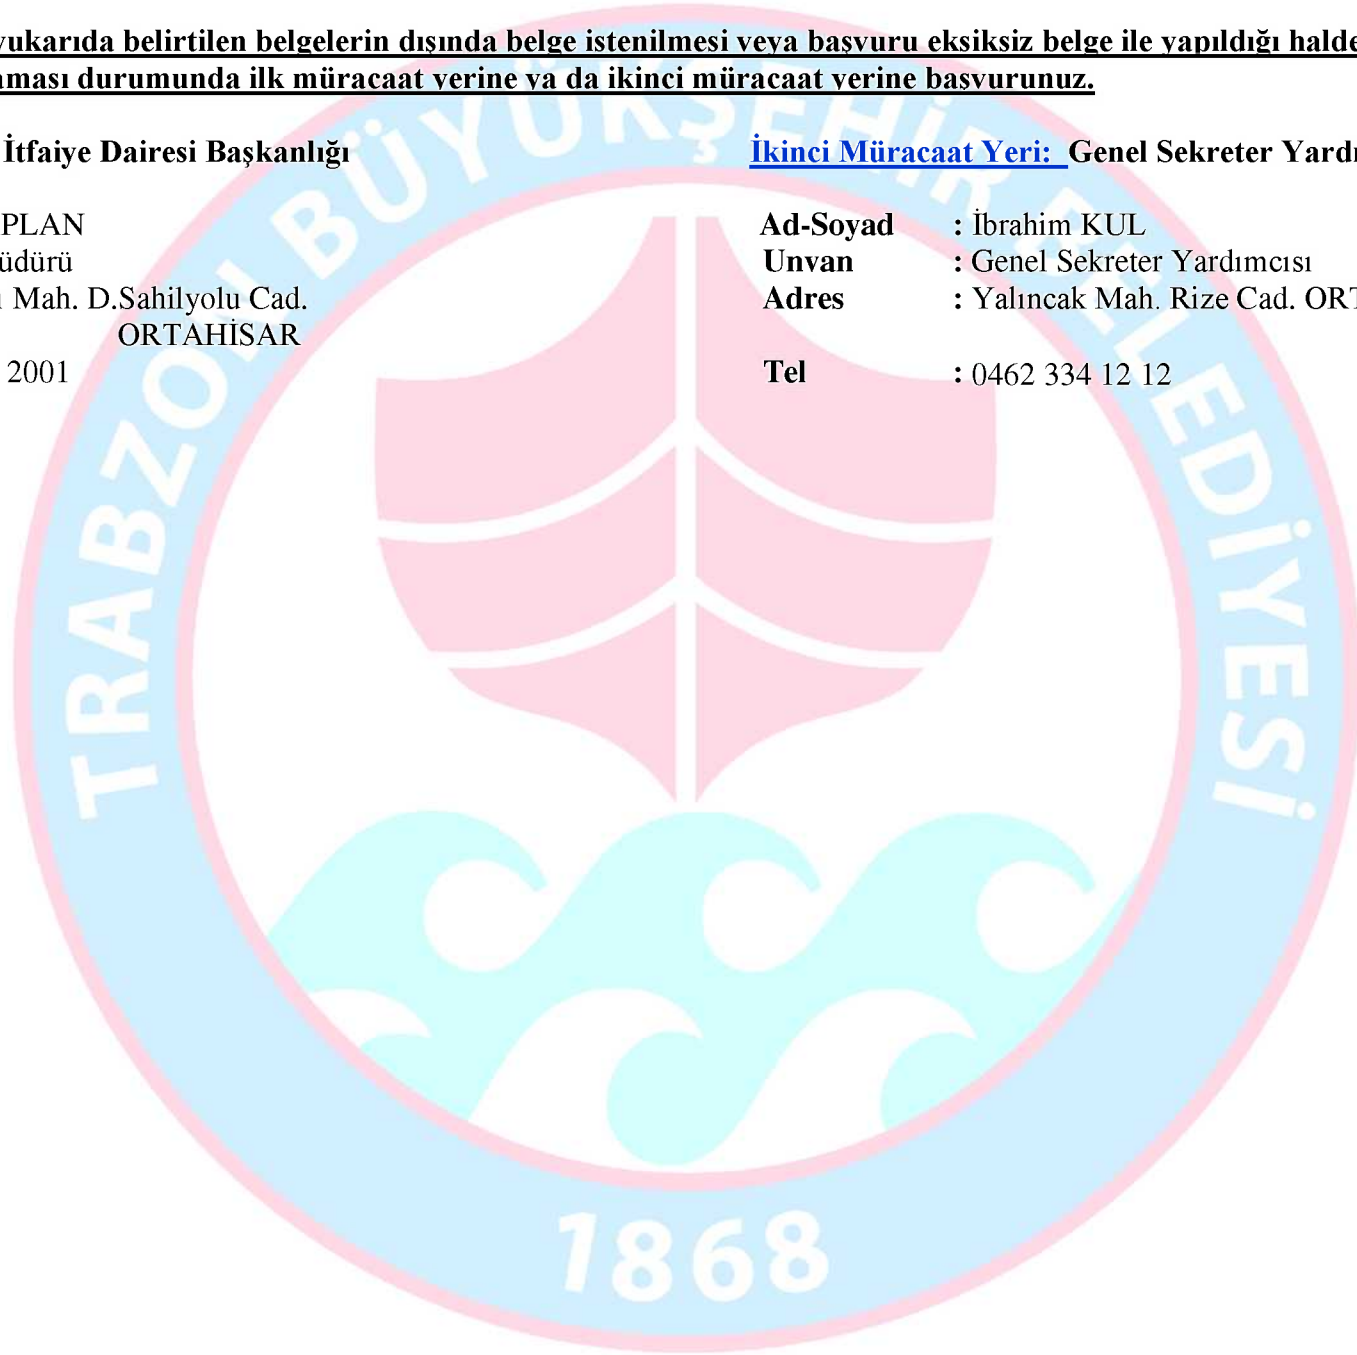 yukarıda belirtilen belgelerin dışında belge istenilmesi veya başvuru eksiksiz belge ile yapıldığı halde
ması durumunda ilk müracaat yerine ya da ikinci müracaat yerine başvurunuz.
İtfaiye Dairesi Başkanlığı
PLAN
üdürü
Mah. D.Sahilyolu Cad.
ORTAHİSAR
2001
İkinci Müracaat Yeri: Genel Sekreter Yardı
Ad-Soyad : İbrahim KUL
Unvan : Genel Sekreter Yardımcısı
Adres : Yalıncak Mah. Rize Cad. ORT
Tel : 0462 334 12 12
TRABZON BÜYÜKŞEHİR BELEDİYESİ
1868